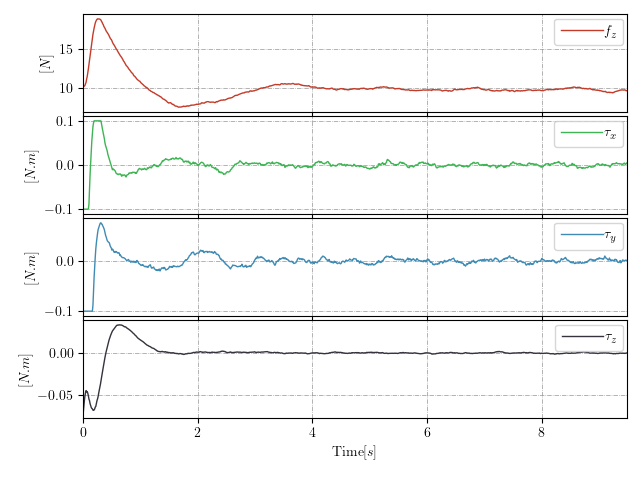 [N]
15
10
f_z
[N.m]
0.1
0.0
−0.1
τ_x
[N.m]
0.0
−0.1
τ_y
[N.m]
0.00
−0.05
τ_z
0 2 4 6 8
Time[s]